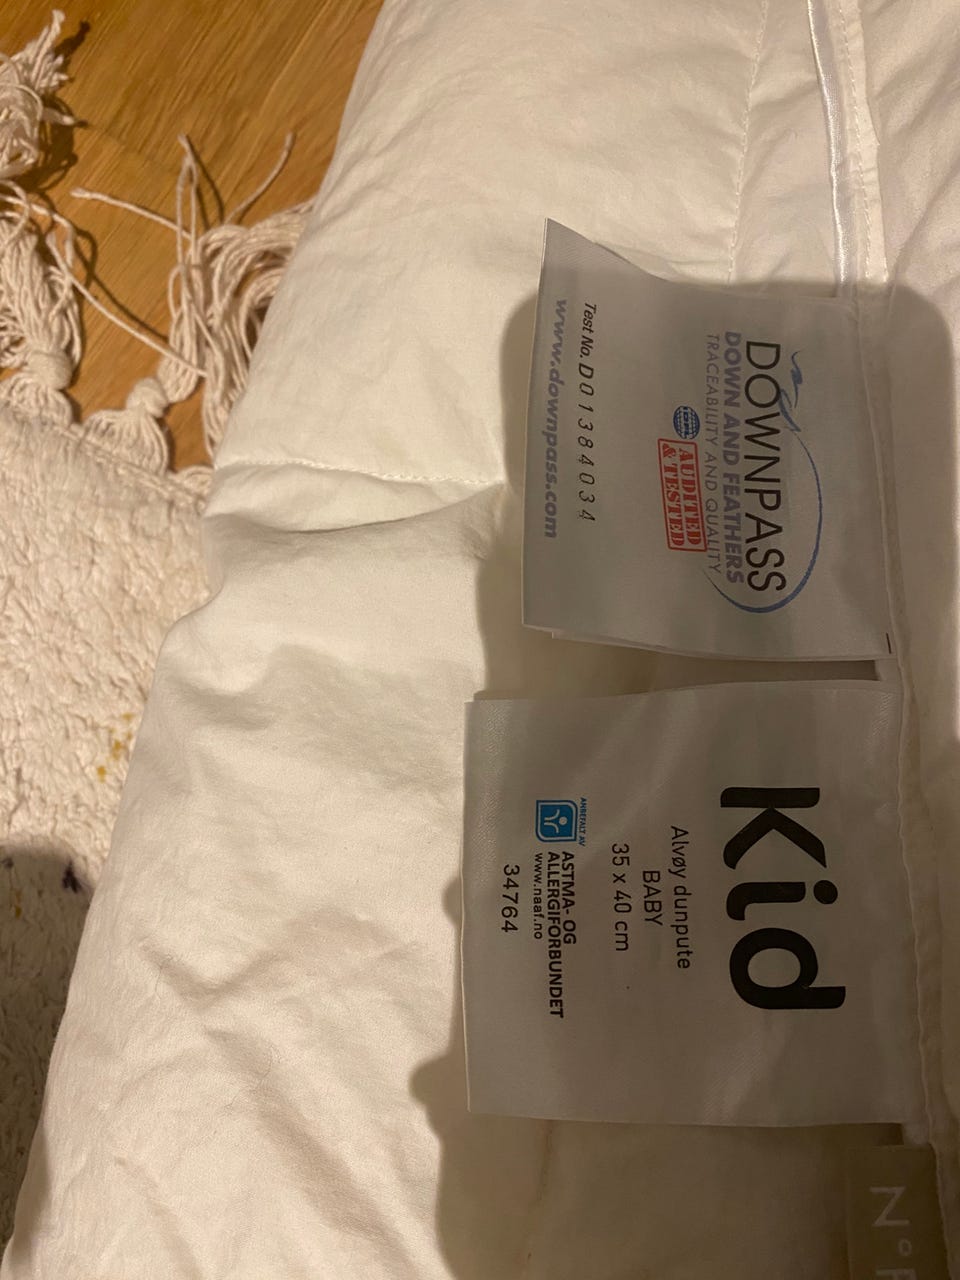 DOWNPASS
DOWN AND FEATHERS
TRACEABILITY AND QUALITY
IDFL
AUDITED
& TESTED
Test No. D01384034
www.downpass.com
Kid
Alvøy dunpute
BABY
35 x 40 cm
ANBEFALT AV
ASTMA- OG
ALLERGIFORBUNDET
www.naaf.no
34764
N°